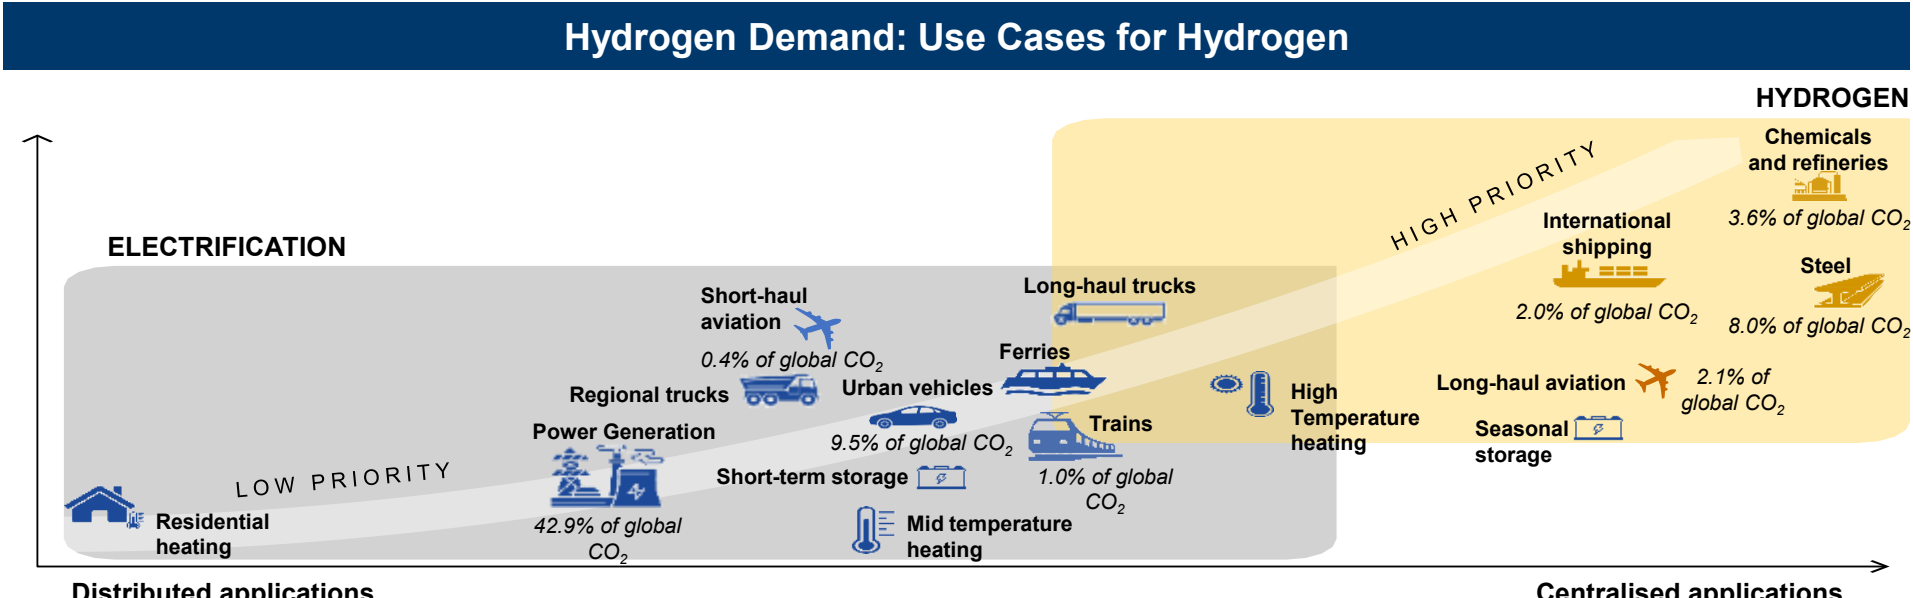 Hydrogen Demand: Use Cases for Hydrogen
HYDROGEN
Chemicals
and refineries
3.6% of global CO2
HIGH PRIORITY
International
shipping
2.0% of global CO2
Steel
8.0% of global CO2
ELECTRIFICATION
Long-haul trucks
Short-haul
aviation
0.4% of global CO2
Ferries
Regional trucks
Urban vehicles
9.5% of global CO2
High
Temperature
heating
Long-haul aviation
2.1% of
global CO2
Trains
1.0% of global
CO2
Seasonal
storage
Power Generation
42.9% of global
CO2
Short-term storage
LOW PRIORITY
Residential
heating
Mid temperature
heating
Distributed applications
Centralised applications